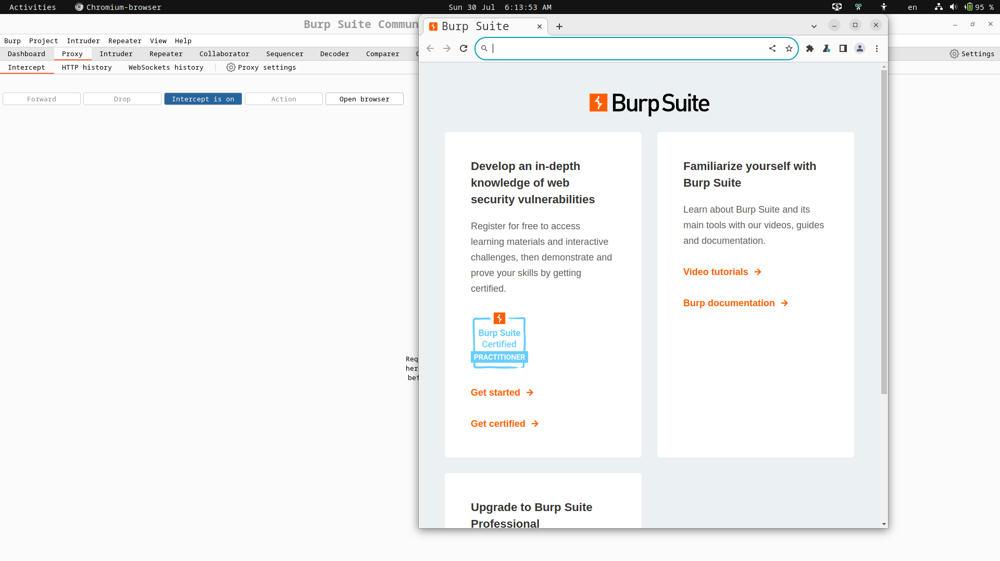 Activities
Chromium-browser
Sun 30 Jul  6:13:53 AM
en
95 %
Burp Suite Commun
Burp Project Intruder Repeater View Help
Dashboard Proxy Intruder Repeater Collaborator Sequencer Decoder Comparer
Settings
Intercept HTTP history WebSockets history Proxy settings
Forward Drop Intercept is on Action Open browser
Req
her
bef
Burp Suite
Burp Suite
Develop an in-depth
knowledge of web
security vulnerabilities
Register for free to access
learning materials and interactive
challenges, then demonstrate and
prove your skills by getting
certified.
Burp Suite
Certified
PRACTITIONER
Get started
Get certified
Familiarize yourself with
Burp Suite
Learn about Burp Suite and its
main tools with our videos, guides
and documentation.
Video tutorials
Burp documentation
Upgrade to Burp Suite
Professional